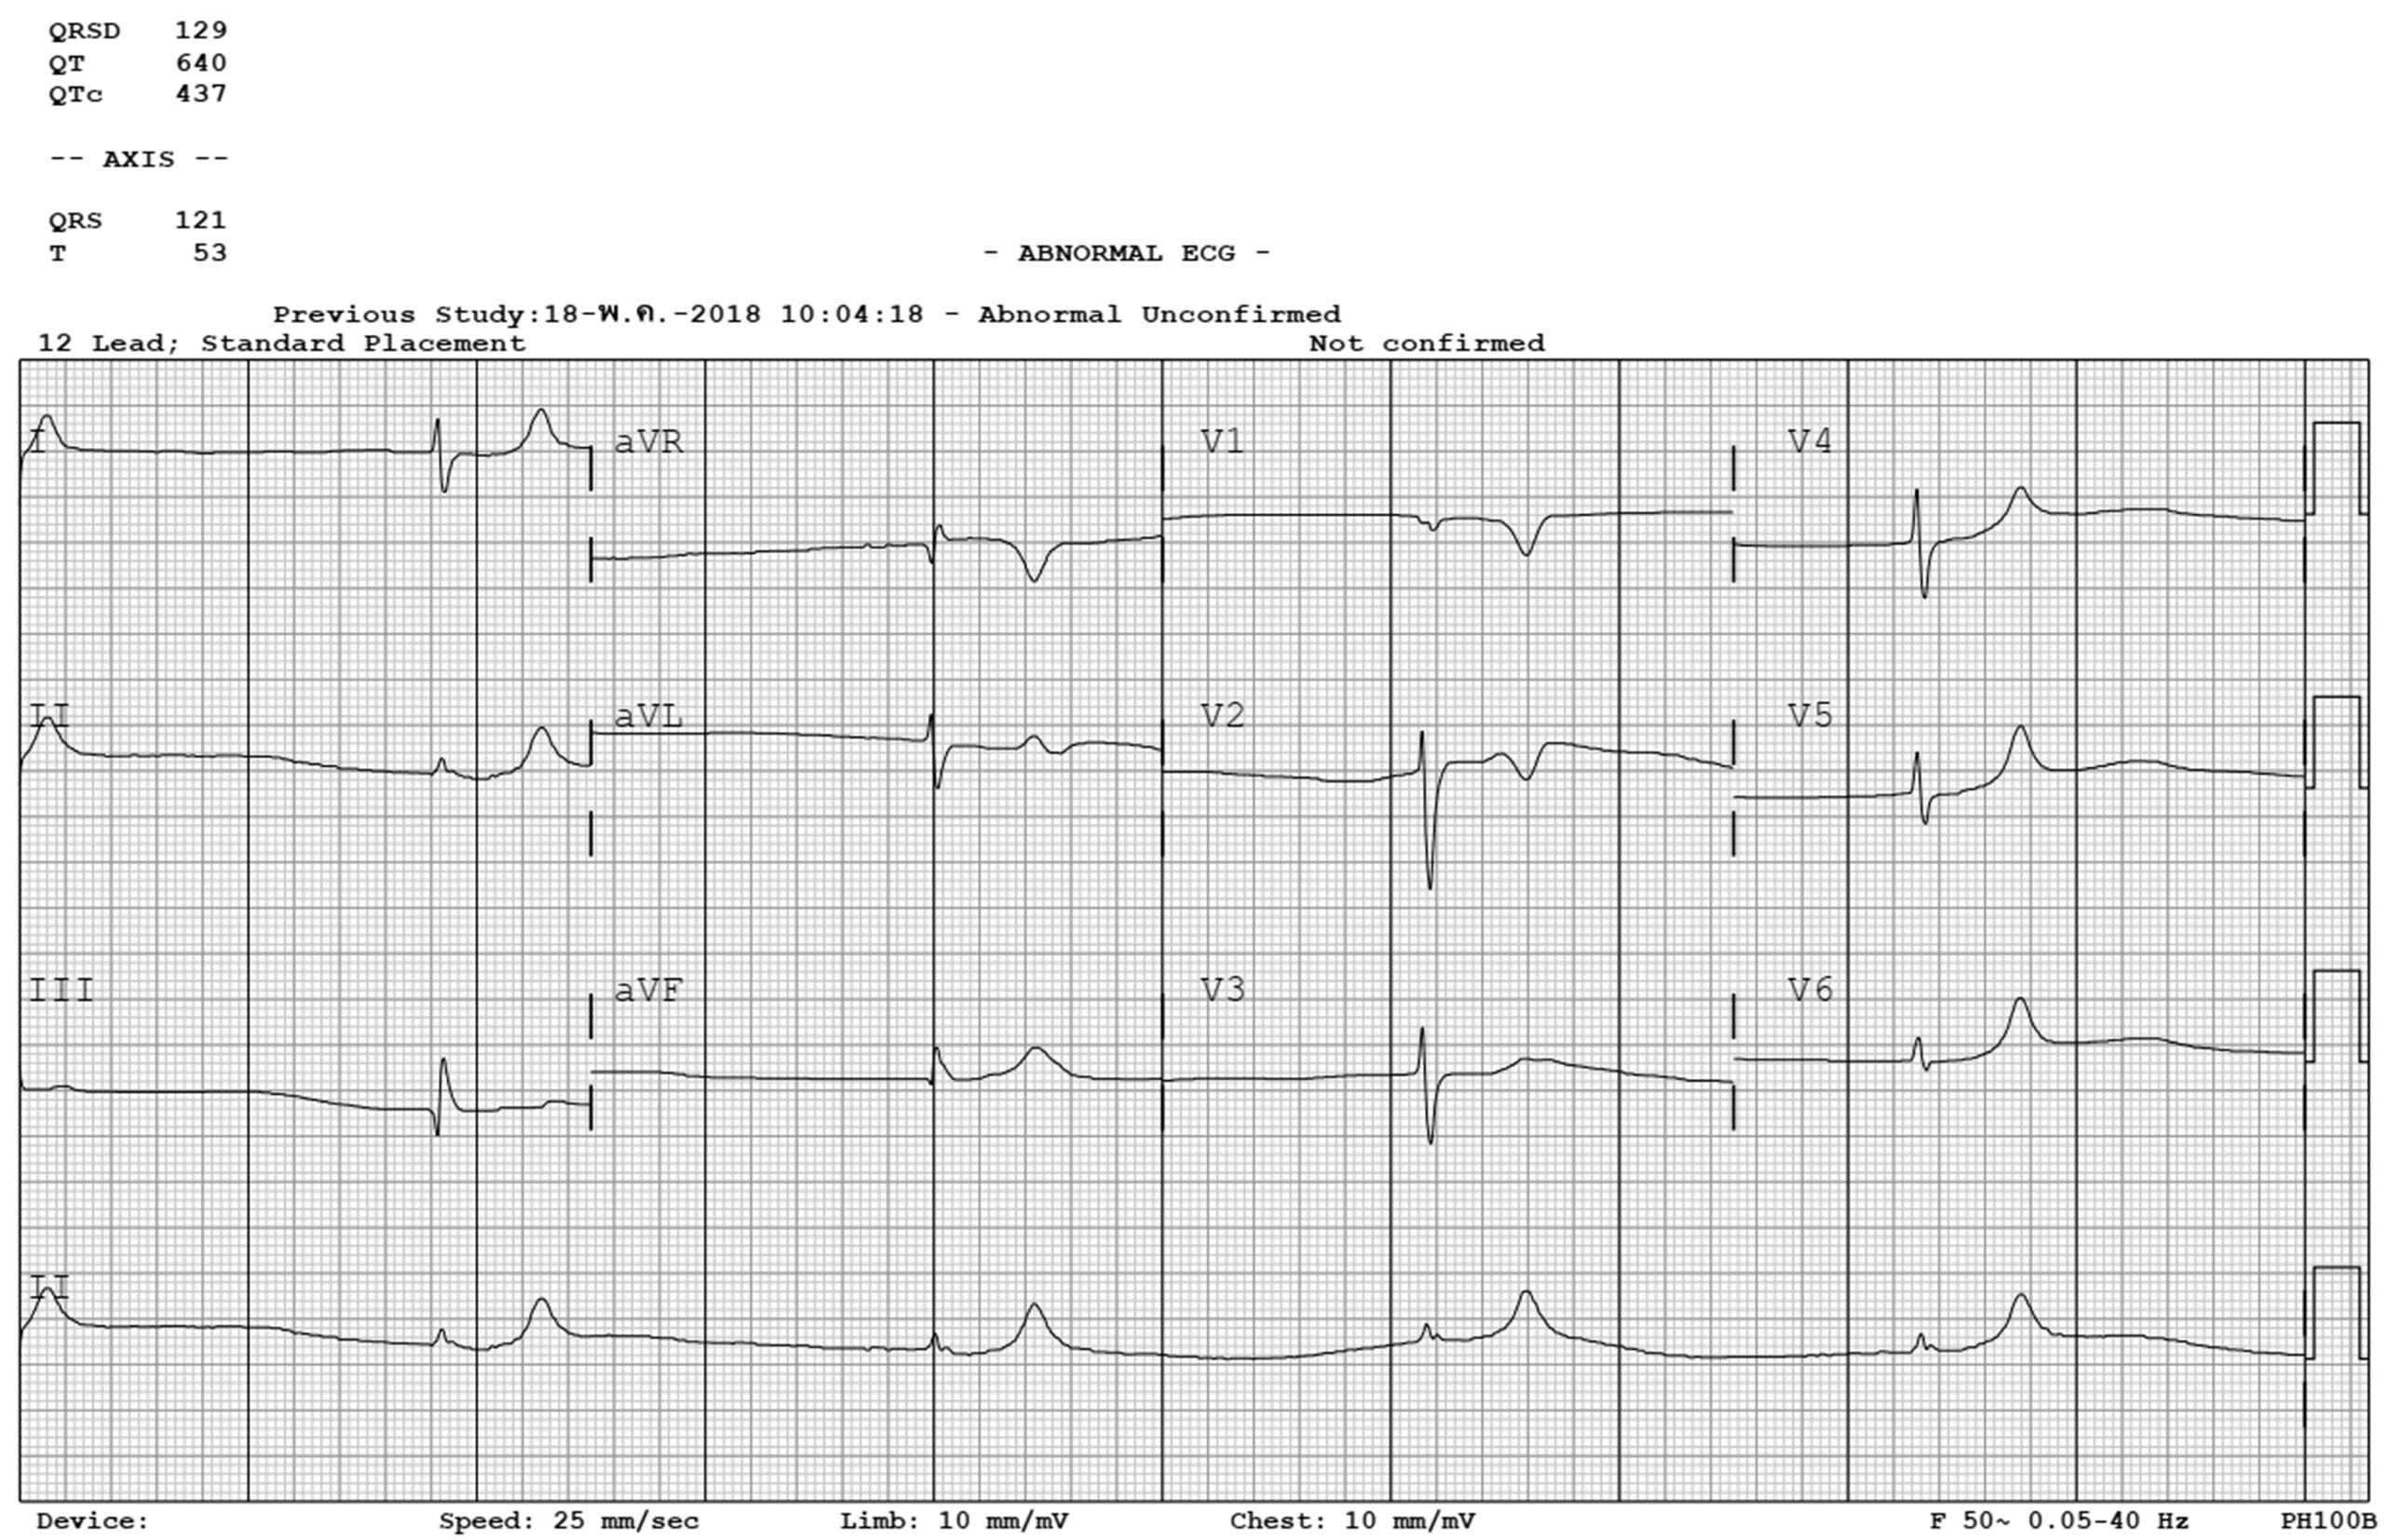 QRSD 129
QT 640
QTc 437
-- AXIS --
QRS 121
T 53
- ABNORMAL ECG -
Previous Study:18-พ.ค.-2018 10:04:18 - Abnormal Unconfirmed
12 Lead; Standard Placement Not confirmed
I aVR V1 V4
II aVL V2 V5
III aVF V3 V6
II
Device: Speed: 25 mm/sec Limb: 10 mm/mV Chest: 10 mm/mV F 50~ 0.05-40 Hz PH100B